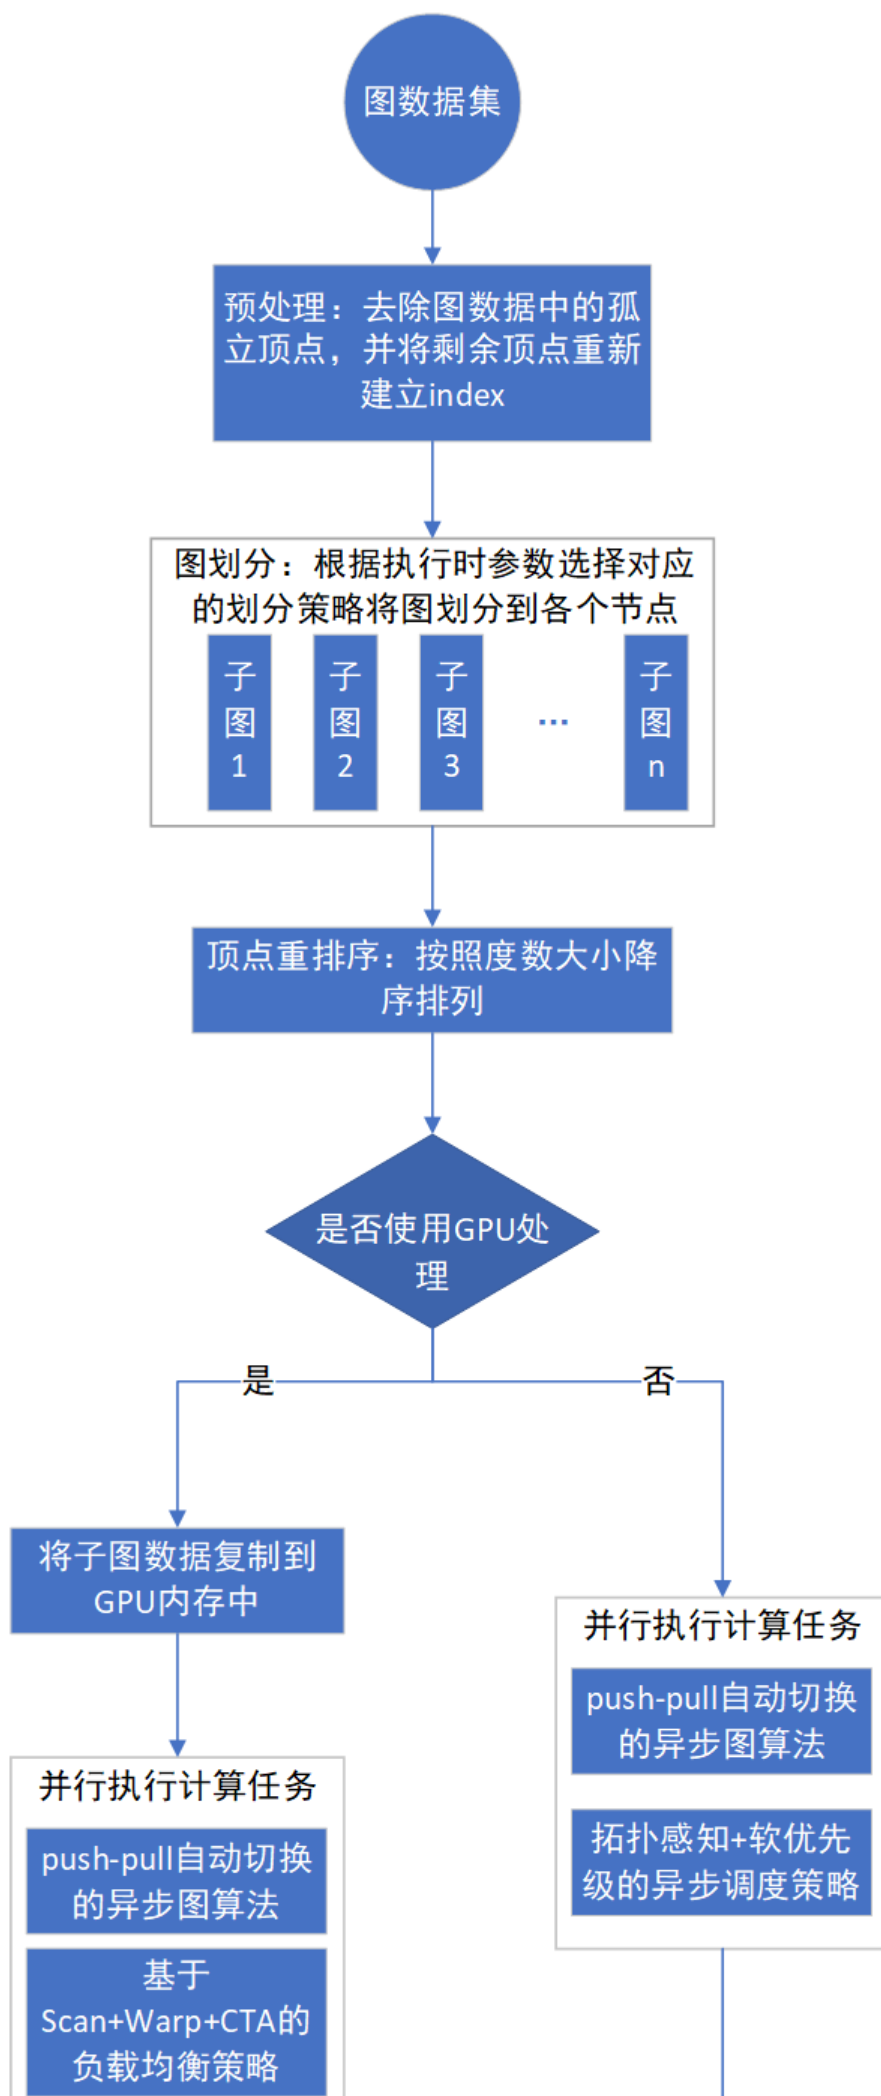 图数据集
预处理：去除图数据中的孤
立顶点，并将剩余顶点重新
建立index
图划分：根据执行时参数选择对应
的划分策略将图划分到各个节点
子
图
1
子
图
2
子
图
3
...
子
图
n
顶点重排序：按照度数大小降
序排列
是否使用GPU处
理
是
否
将子图数据复制到
GPU内存中
并行执行计算任务
push-pull自动切换
的异步图算法
基于
Scan+Warp+CTA的
负载均衡策略
并行执行计算任务
push-pull自动切换
的异步图算法
拓扑感知+软优先
级的异步调度策略